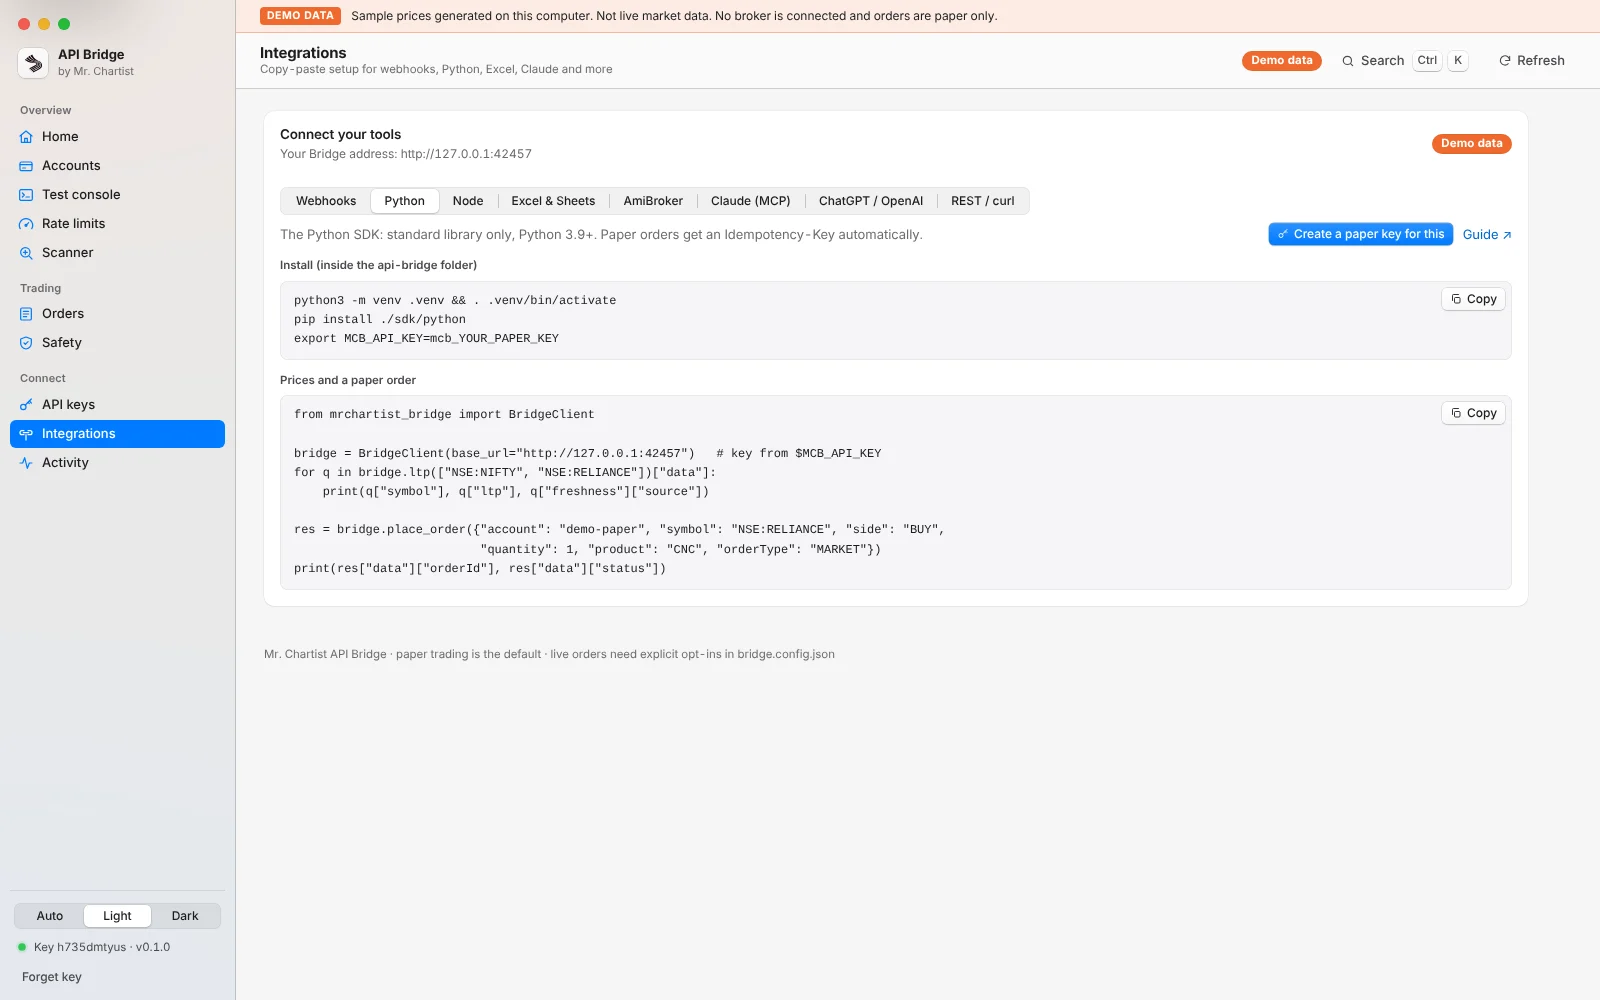 DEMO DATA Sample prices generated on this computer. Not live market data. No broker is connected and orders are paper only.
API Bridge
by Mr. Chartist
Overview
Home
Accounts
Test console
Rate limits
Scanner
Trading
Orders
Safety
Connect
API keys
Integrations
Activity
Auto Light Dark
Key h735dmtyus · v0.1.0
Forget key
Integrations
Copy-paste setup for webhooks, Python, Excel, Claude and more
Demo data Search Ctrl K Refresh
Connect your tools
Your Bridge address: http://127.0.0.1:42457
Demo data
Webhooks Python Node Excel & Sheets AmiBroker Claude (MCP) ChatGPT / OpenAI REST / curl
The Python SDK: standard library only, Python 3.9+. Paper orders get an Idempotency-Key automatically.
Create a paper key for this Guide ↗
Install (inside the api-bridge folder)
python3 -m venv .venv && . .venv/bin/activate
pip install ./sdk/python
export MCB_API_KEY=mcb_YOUR_PAPER_KEY
Copy
Prices and a paper order
from mrchartist_bridge import BridgeClient
Copy
bridge = BridgeClient(base_url="http://127.0.0.1:42457")   # key from $MCB_API_KEY
for q in bridge.ltp(["NSE:NIFTY", "NSE:RELIANCE"])["data"]:
    print(q["symbol"], q["ltp"], q["freshness"]["source"])
res = bridge.place_order({"account": "demo-paper", "symbol": "NSE:RELIANCE", "side": "BUY",
                          "quantity": 1, "product": "CNC", "orderType": "MARKET"})
print(res["data"]["orderId"], res["data"]["status"])
Mr. Chartist API Bridge · paper trading is the default · live orders need explicit opt-ins in bridge.config.json